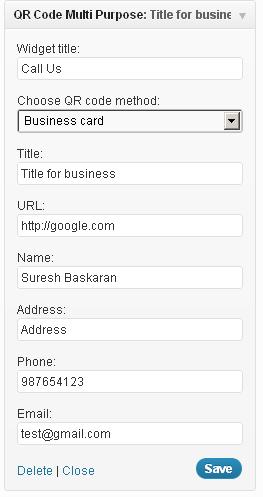 QR Code Multi Purpose: Title for busine
Widget title:
Call Us
Choose QR code method:
Business card
Title:
Title for business
URL:
http://google.com
Name:
Suresh Baskaran
Address:
Address
Phone:
987654123
Email:
test@gmail.com
Delete | Close
Save